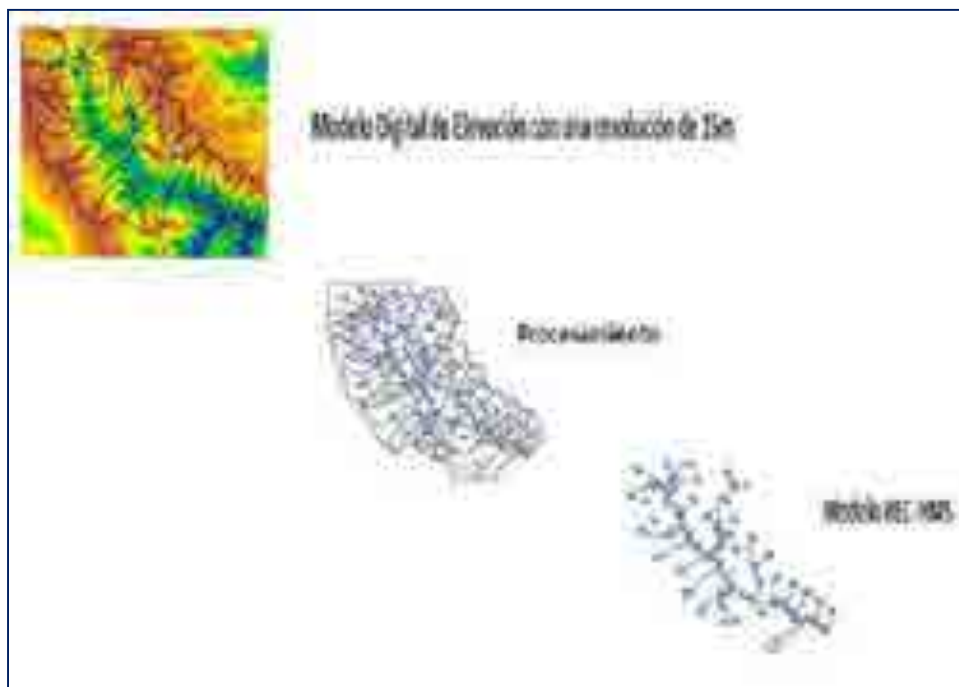 Modelo Digital de Elevación con una resolución de 15m
Procesamiento
Modelo HEC-HMS